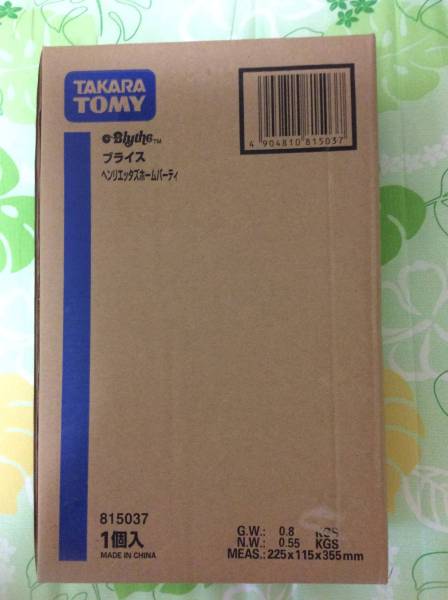 TAKARA
TOMY
4 904810 815037
Blythe™
ブライス
ヘンリエッタズホームパーティ
815037
1個入
MADE IN CHINA
G.W.: 0.8 KGS
N.W.: 0.55 KGS
MEAS.: 225x115x355mm